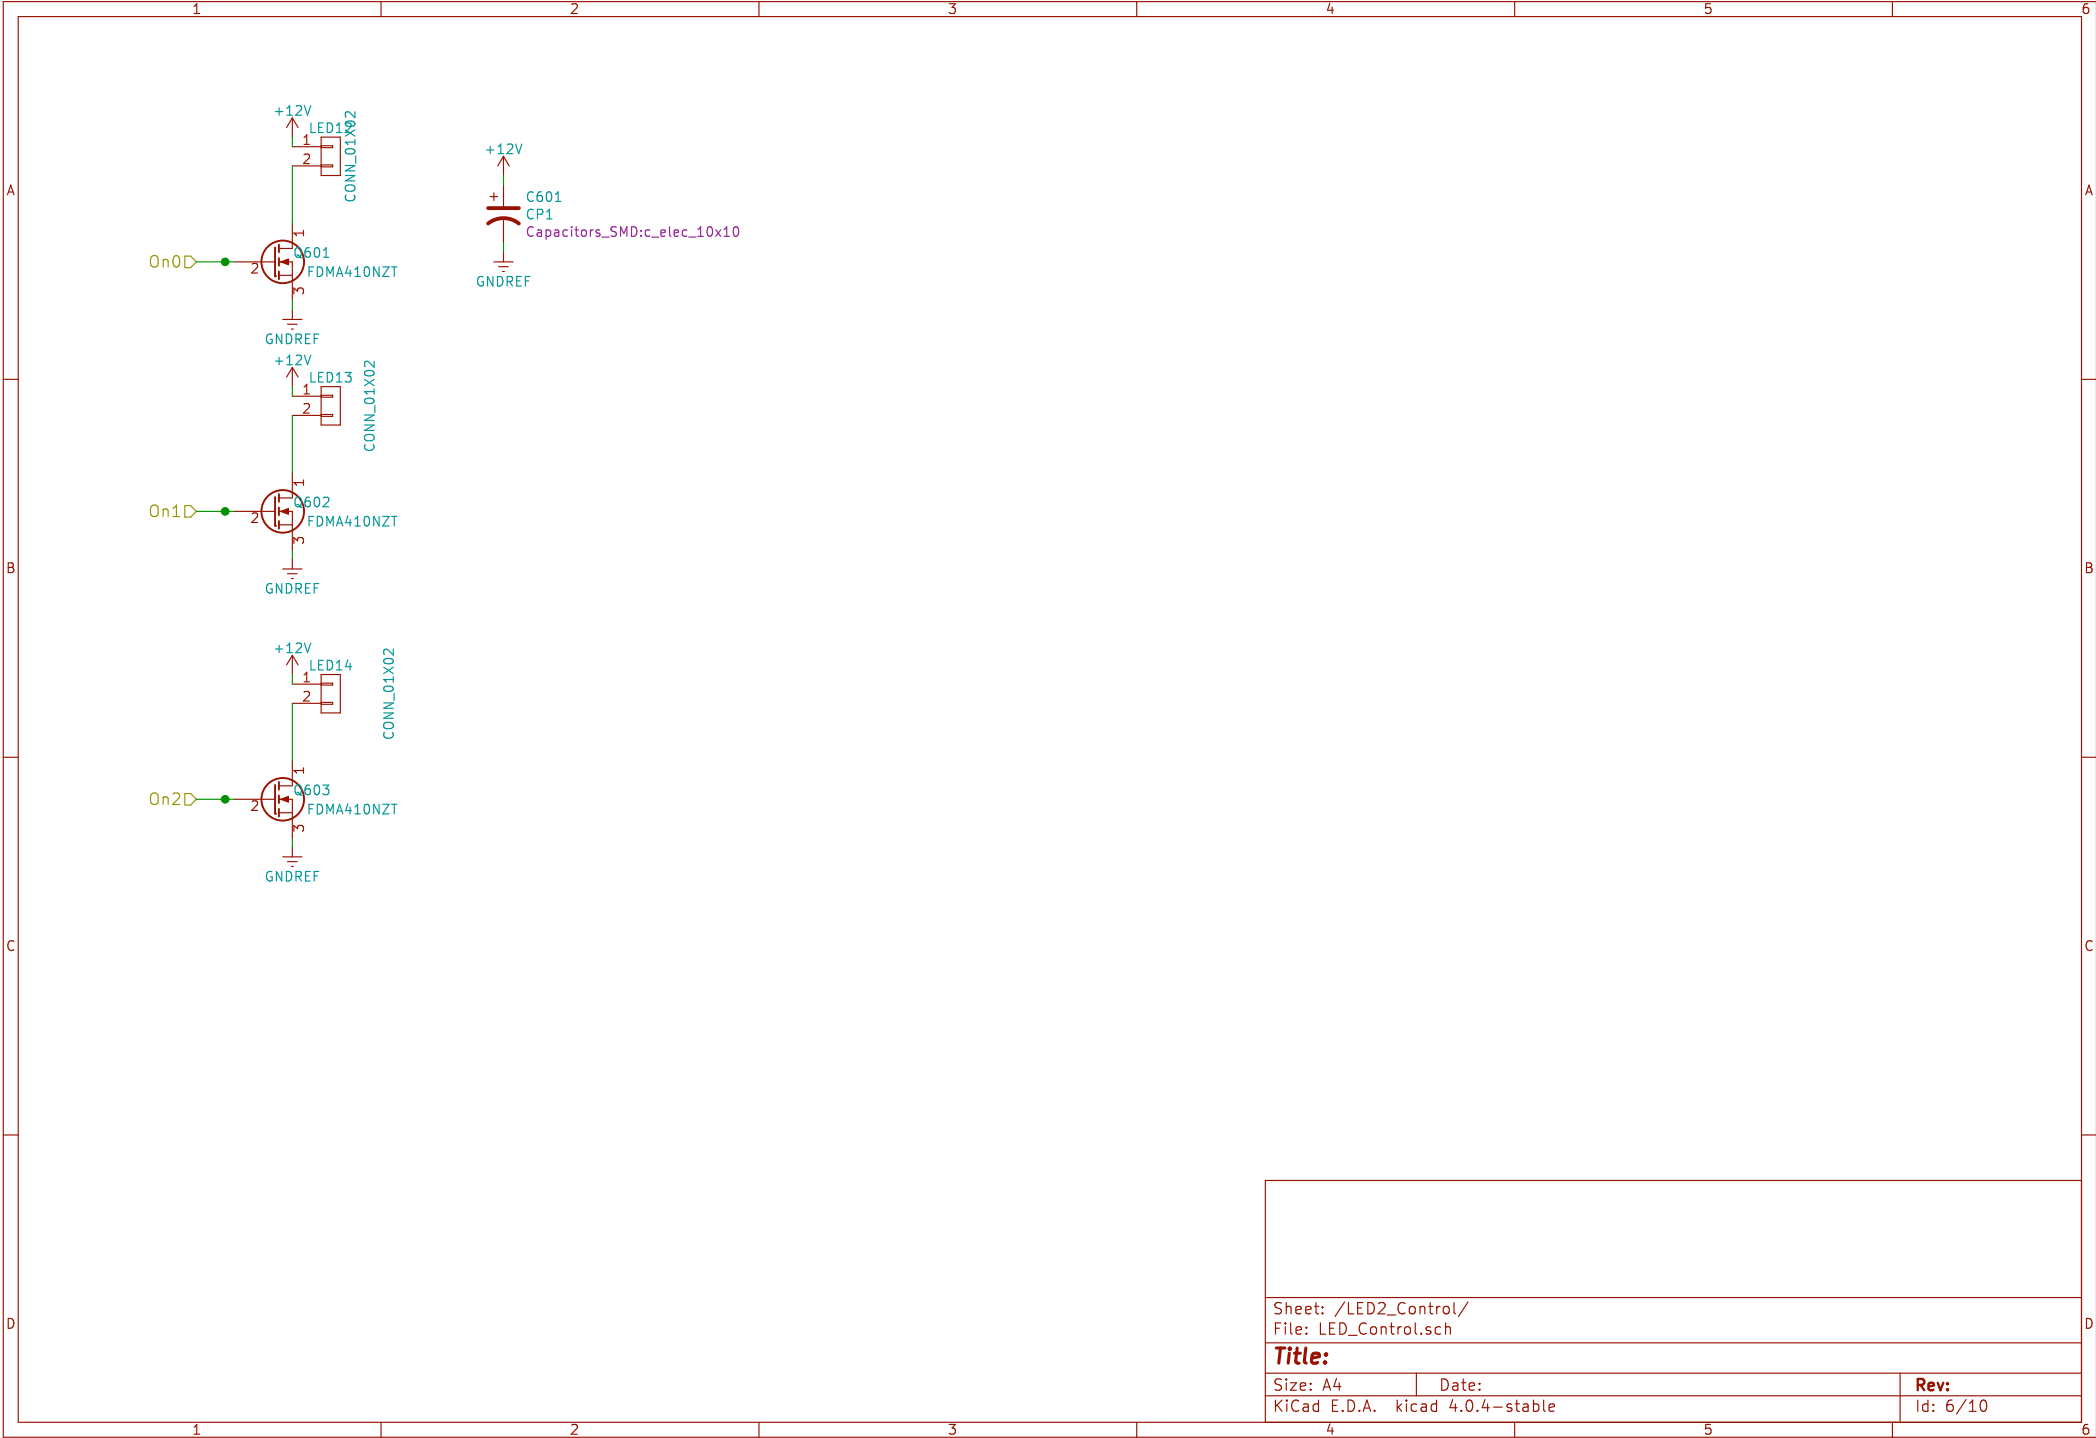 1 2 3 4 5 6
A A
B B
C C
D D
+12V
LED12
CONN_01X02
1
2
1
Q601
On0
2
FDMA410NZT
3
GNDREF
+12V
+
C601
CP1
Capacitors_SMD:c_elec_10x10
GNDREF
+12V
LED13
CONN_01X02
1
2
1
Q602
On1
2
FDMA410NZT
3
GNDREF
+12V
LED14
CONN_01X02
1
2
1
Q603
On2
2
FDMA410NZT
3
GNDREF
Sheet: /LED2_Control/
File: LED_Control.sch
Title:
Size: A4 Date: Rev:
KiCad E.D.A. kicad 4.0.4-stable Id: 6/10
1 2 3 4 5 6